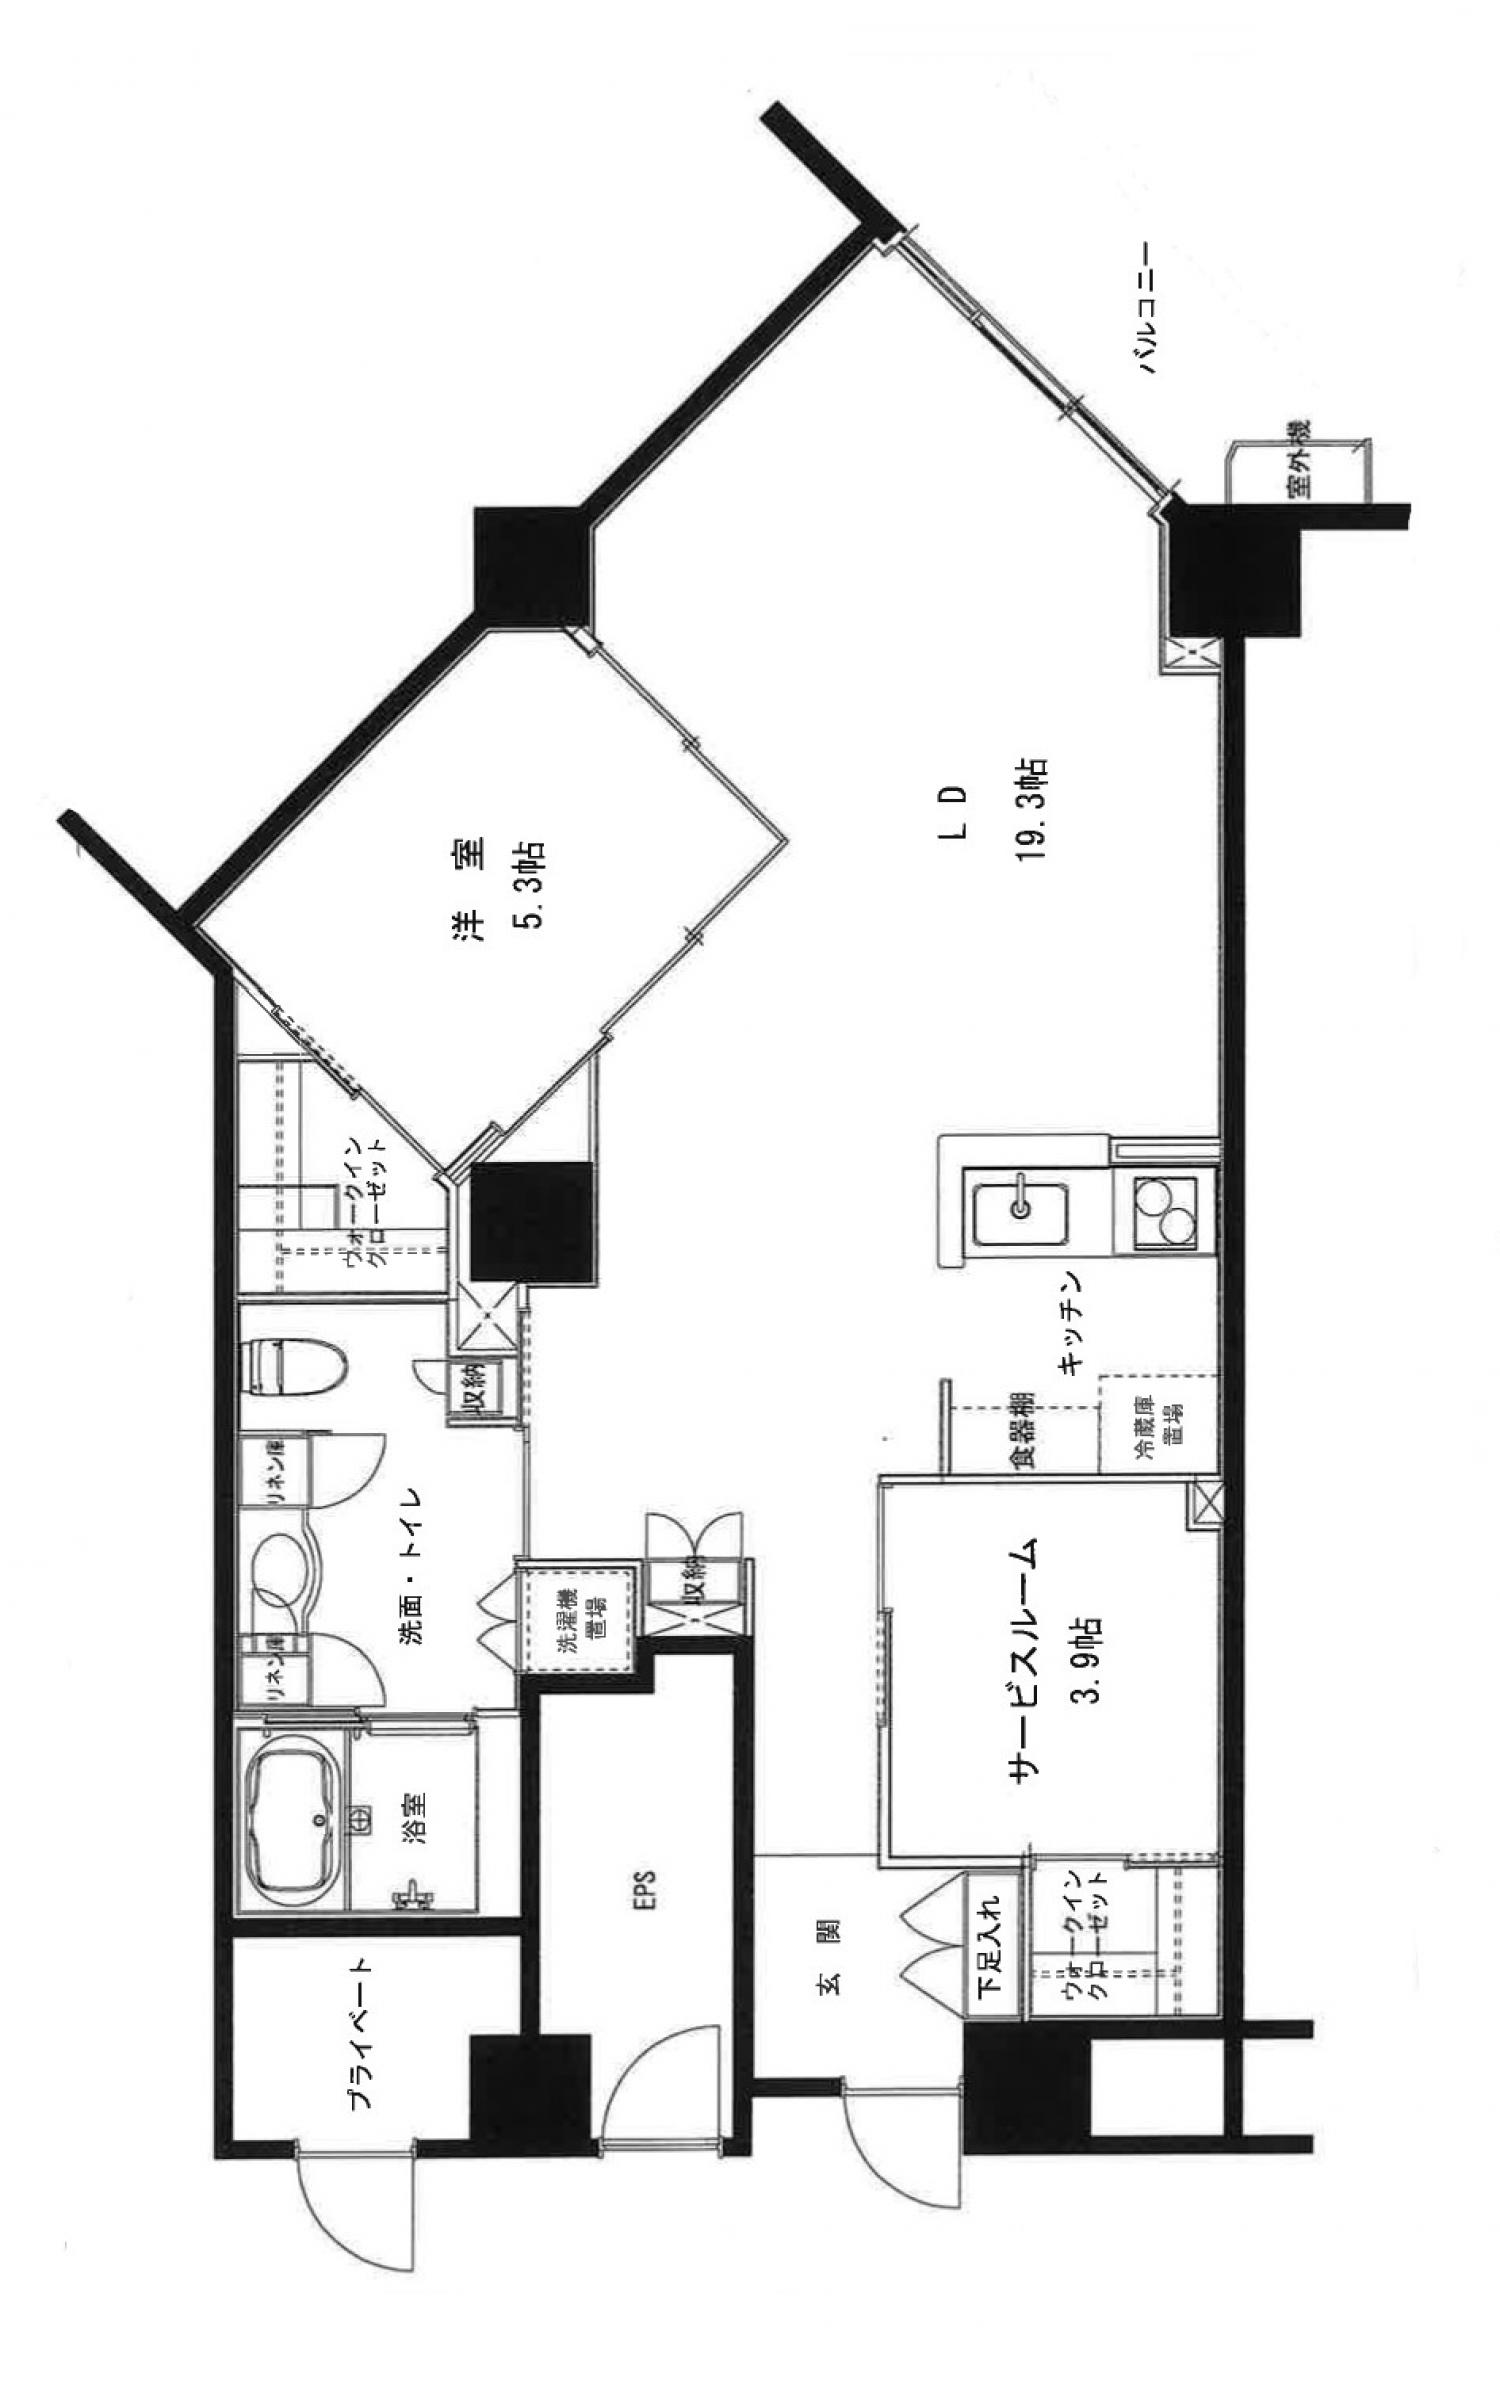 バルコニー
室外機
洋 室
5.3帖
L D
19.3帖
ウォークイン
クローゼット
収納
キッチン
食器棚
冷蔵庫
置場
リネン庫
洗面・トイレ
リネン庫
洗濯機
置場
収納
サービスルーム
3.9帖
浴室
EPS
玄 関
下足入れ
ウォークイン
クローゼット
プライベート